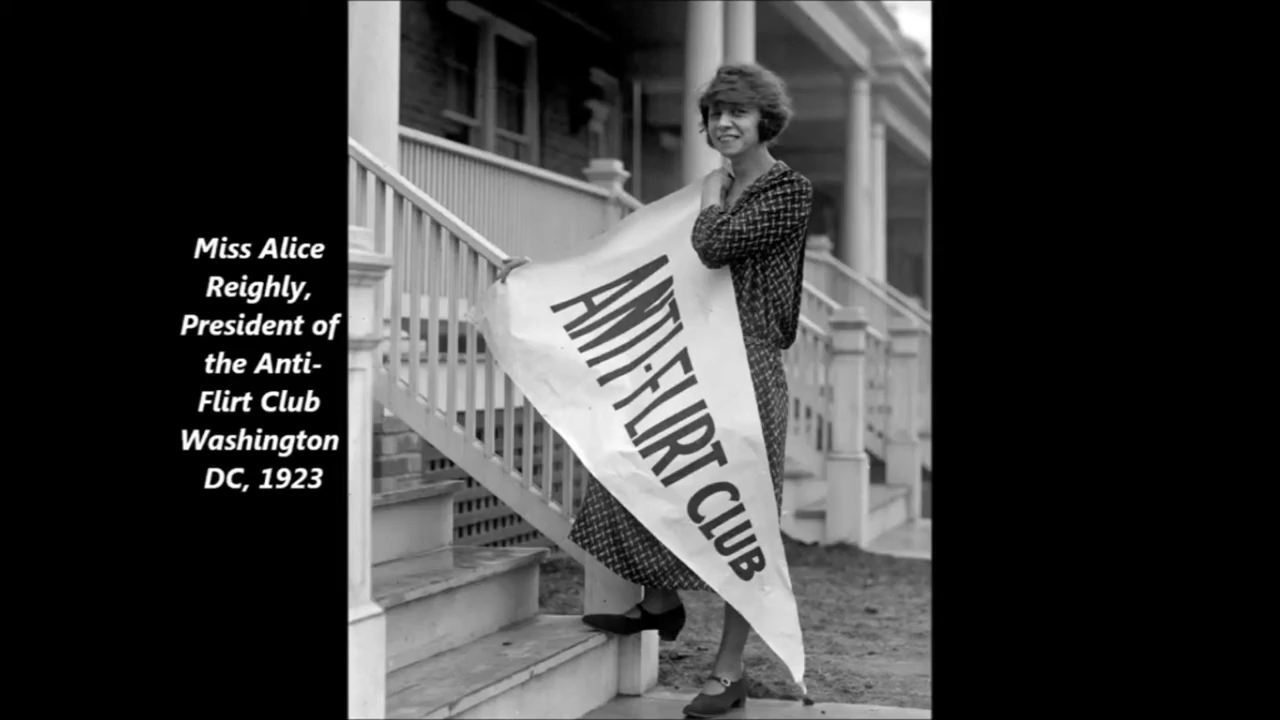 Miss Alice
Reighly,
President of
the Anti-
Flirt Club
Washington
DC, 1923
ANTI-FLIRT CLUB